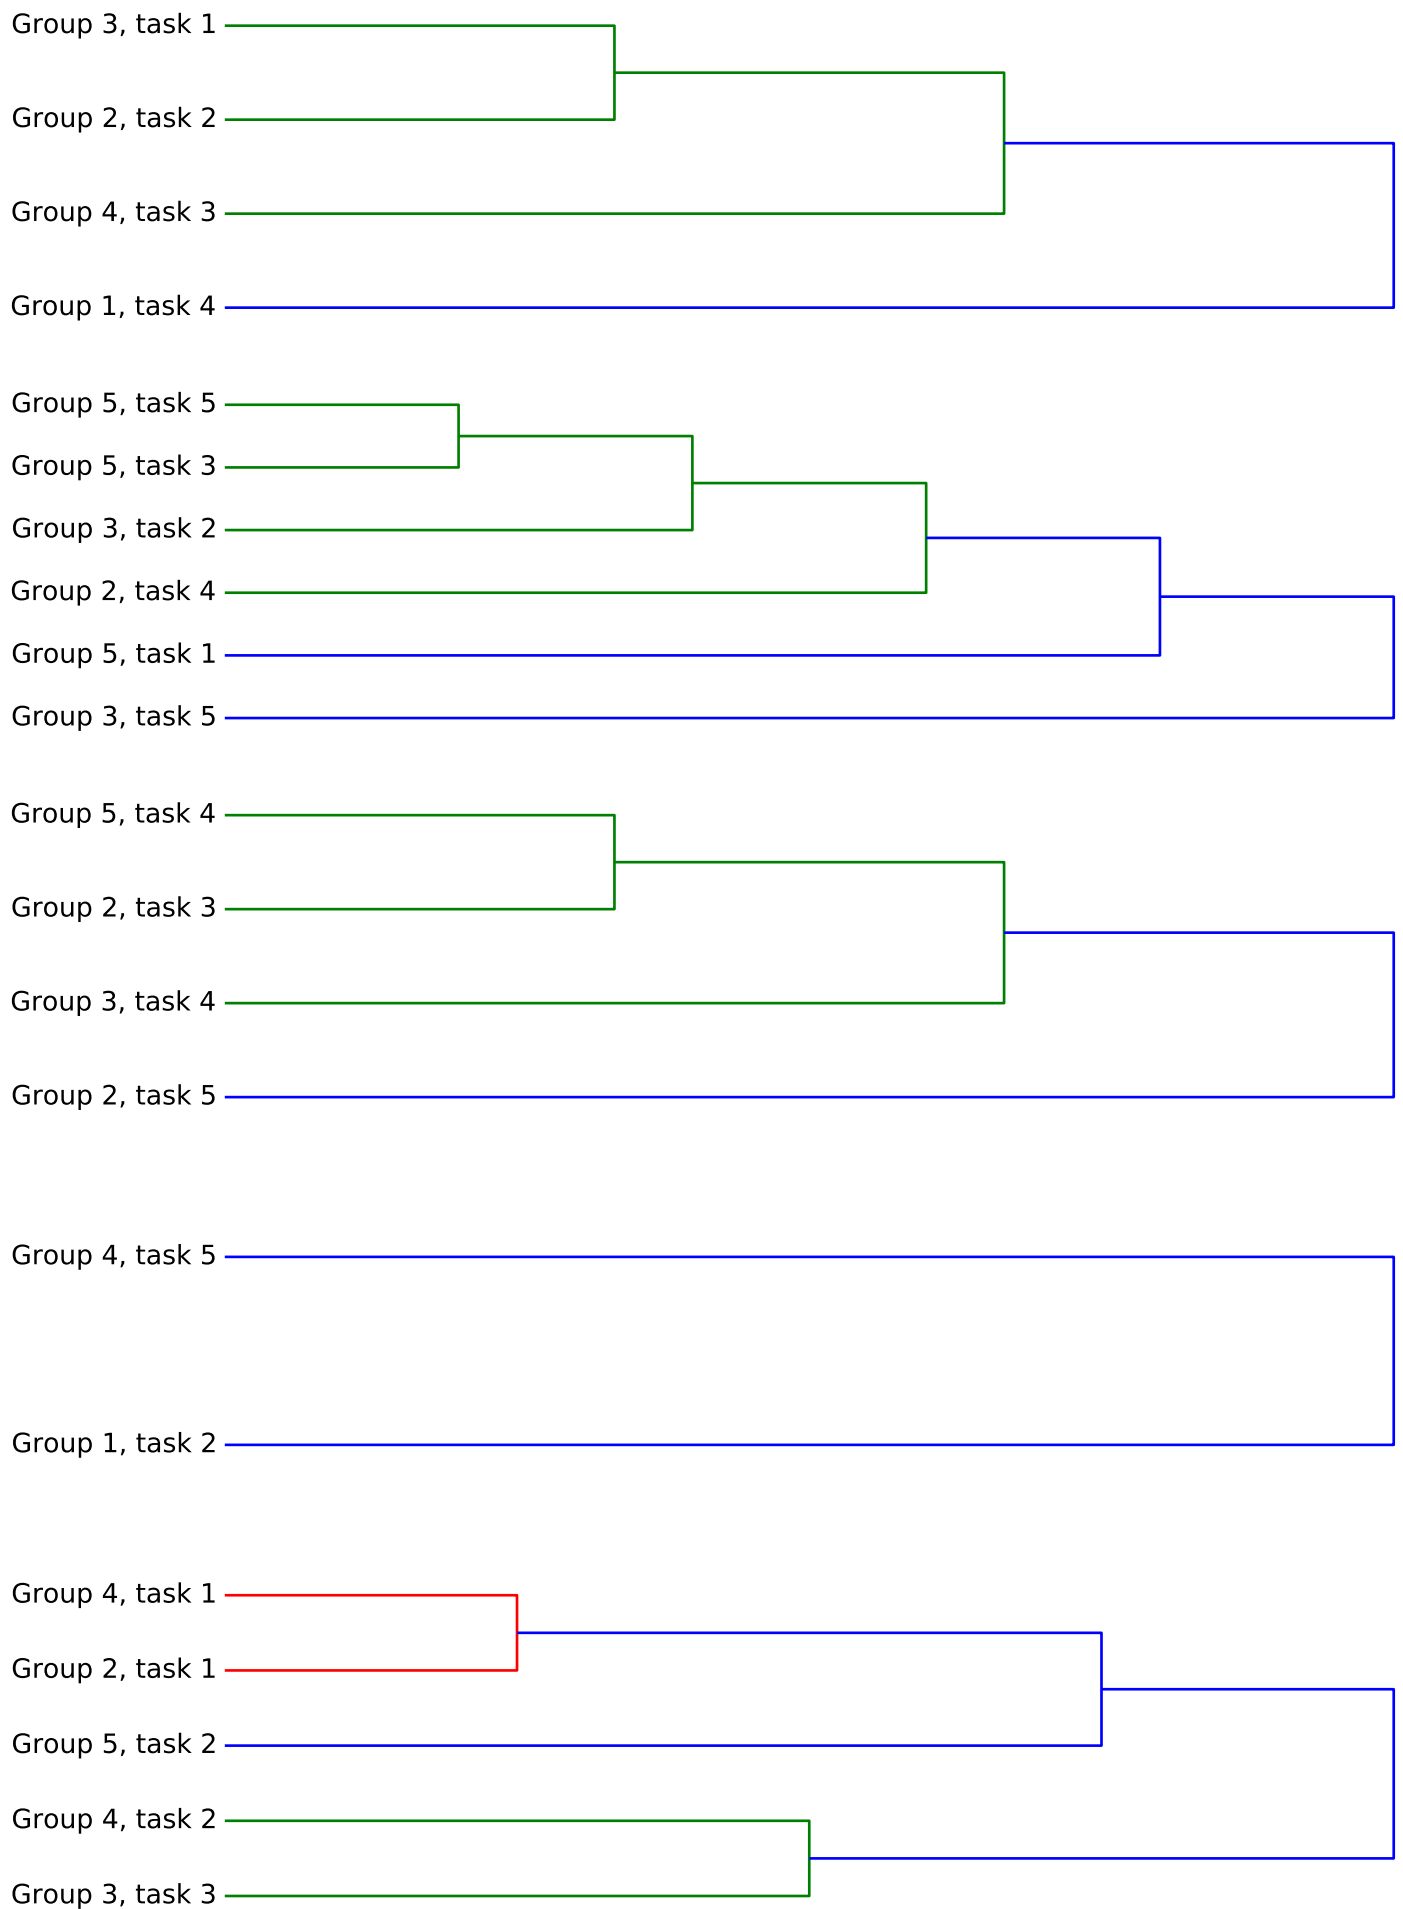 Group 3, task 1
Group 2, task 2
Group 4, task 3
Group 1, task 4
Group 5, task 5
Group 5, task 3
Group 3, task 2
Group 2, task 4
Group 5, task 1
Group 3, task 5
Group 5, task 4
Group 2, task 3
Group 3, task 4
Group 2, task 5
Group 4, task 5
Group 1, task 2
Group 4, task 1
Group 2, task 1
Group 5, task 2
Group 4, task 2
Group 3, task 3